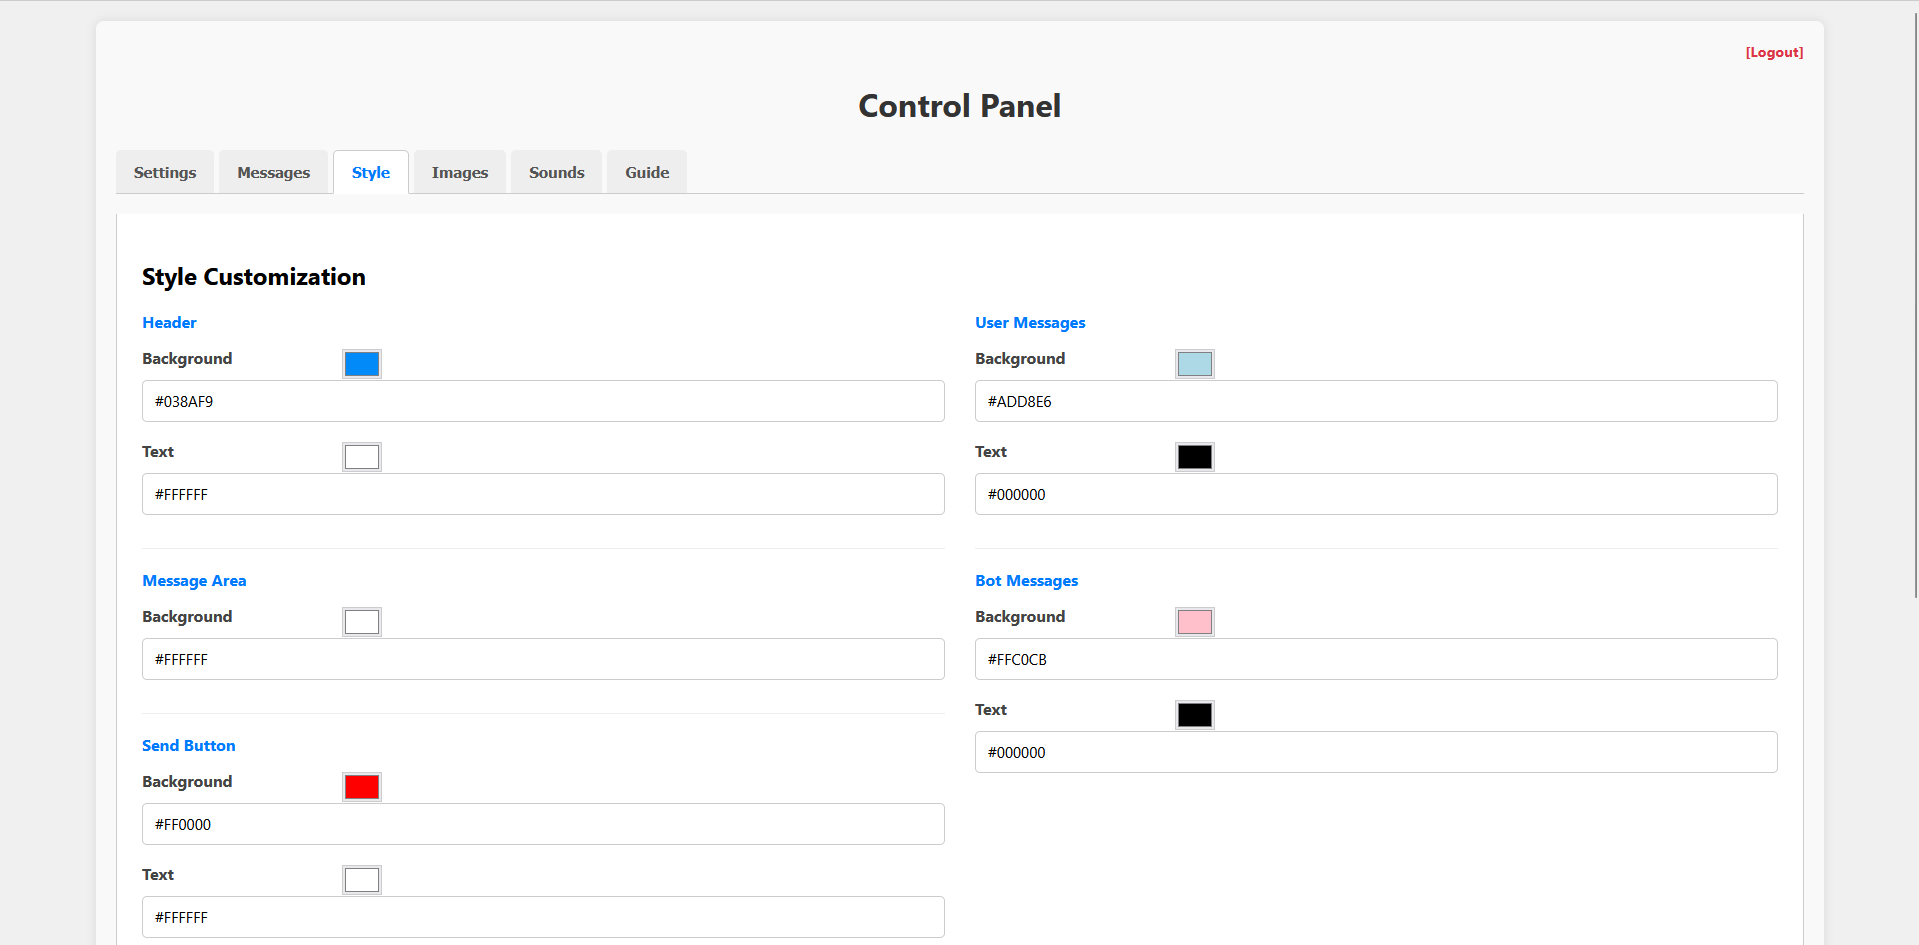 [Logout]
Control Panel
Settings Messages Style Images Sounds Guide
Style Customization
Header
Background
#038AF9
Text
#FFFFFF
Message Area
Background
#FFFFFF
Send Button
Background
#FF0000
Text
#FFFFFF
User Messages
Background
#ADD8E6
Text
#000000
Bot Messages
Background
#FFC0CB
Text
#000000